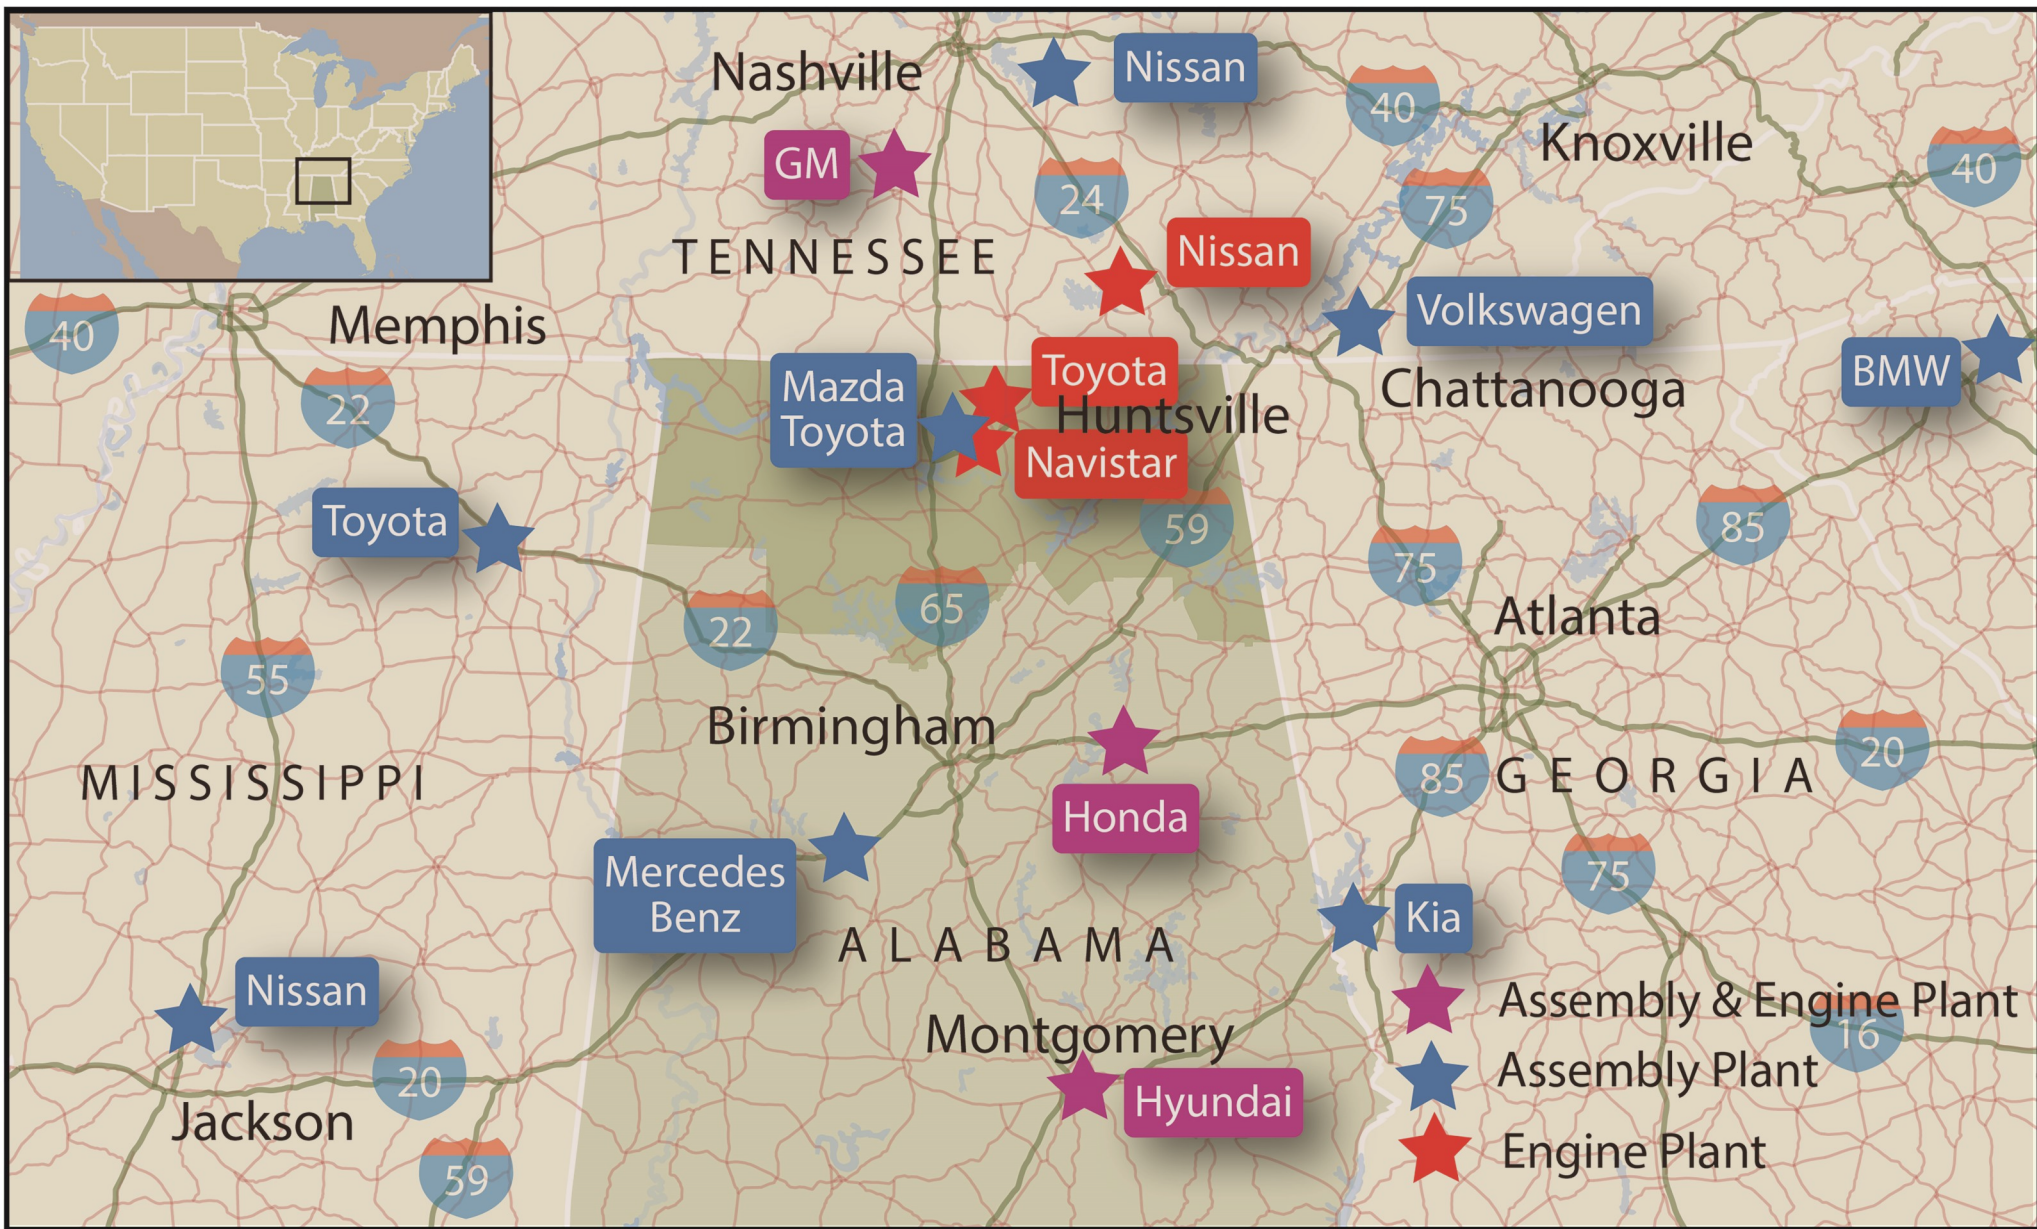 Nashville
Nissan
40
Knoxville
GM
24
75
40
TENNESSEE
Nissan
40
Memphis
Volkswagen
22
Mazda
Toyota
Toyota
Huntsville
Navistar
Chattanooga
BMW
Toyota
59
75
85
22
65
Atlanta
55
Birmingham
MISSISSIPPI
Honda
85
GEORGIA
20
Mercedes
Benz
75
ALABAMA
Kia
Nissan
Assembly & Engine Plant
16
Montgomery
20
Assembly Plant
Jackson
Hyundai
59
Engine Plant